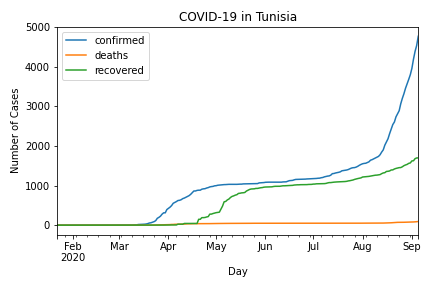 COVID-19 in Tunisia
confirmed
deaths
recovered
Number of Cases
5000
4000
3000
2000
1000
0
Feb Mar Apr May Jun Jul Aug Sep
2020
Day